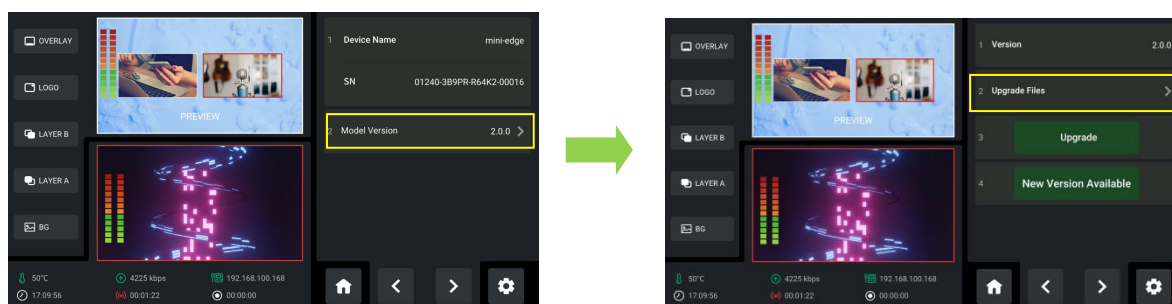 OVERLAY
LOGO
LAYER B
LAYER A
BG
PREVIEW
50°C
4225 kbps
192.168.100.168
17:09:56
00:01:22
00:00:00
1 Device Name mini-edge
SN 01240-3B9PR-R64K2-00016
2 Model Version 2.0.0
OVERLAY
LOGO
LAYER B
LAYER A
BG
PREVIEW
50°C
4225 kbps
192.168.100.168
17:09:56
00:01:22
00:00:00
1 Version 2.0.0
2 Upgrade Files
3 Upgrade
4 New Version Available